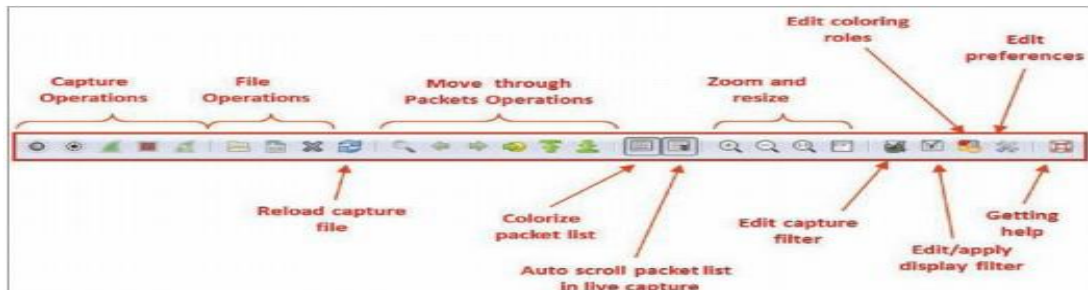 Edit coloring
roles
Edit
preferences
Capture
Operations
File
Operations
Move through
Packets Operations
Zoom and
resize
Reload capture
file
Colorize
packet list
Auto scroll packet list
in live capture
Edit capture
filter
Edit/apply
display filter
Getting
help